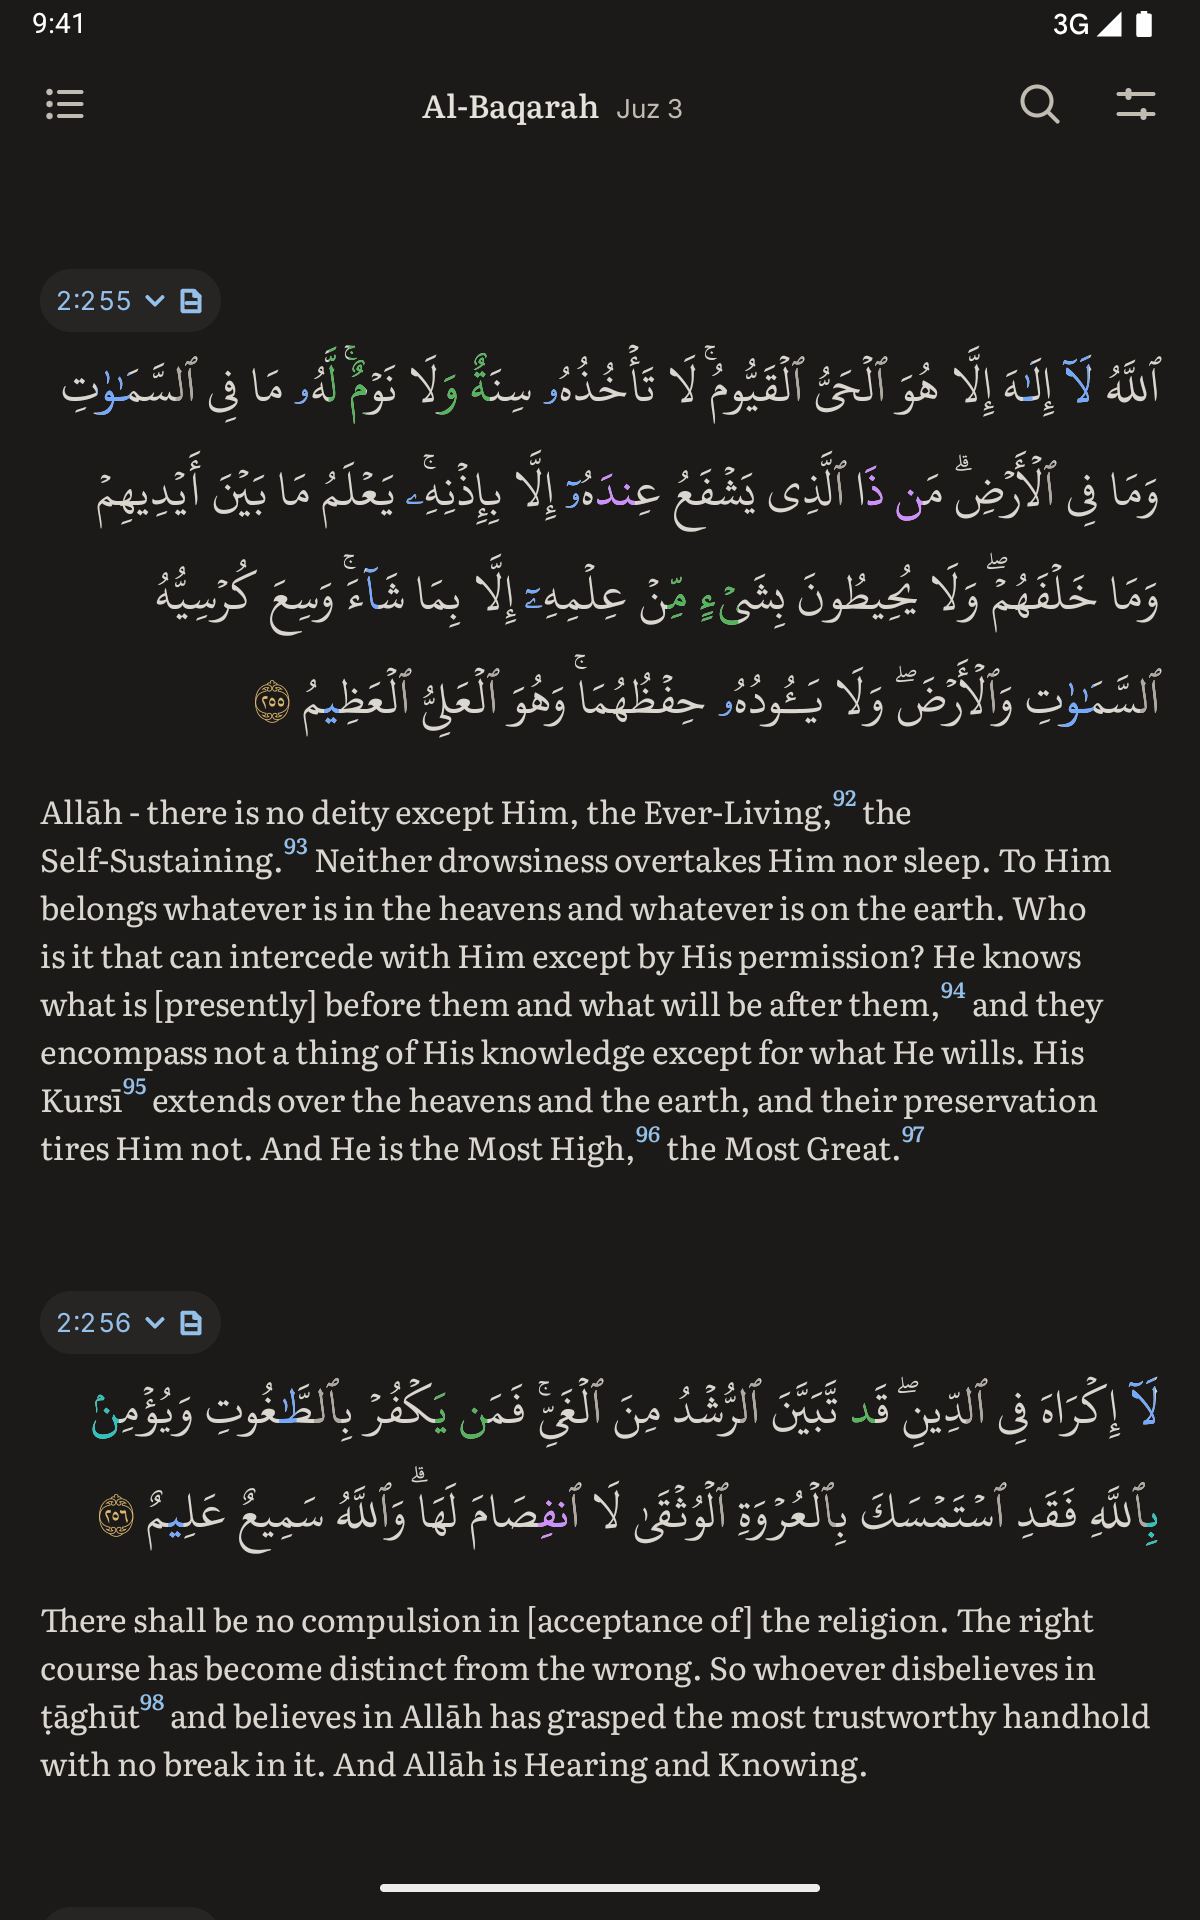 9:41
3G
Al-Baqarah Juz 3
2:255
ٱللَّهُ لَآ إِلَـٰهَ إِلَّا هُوَ ٱلْحَىُّ ٱلْقَيُّومُ ۚ لَا تَأْخُذُهُۥ سِنَةٌ وَلَا نَوْمٌ ۚ لَّهُۥ مَا فِى ٱلسَّمَـٰوَٰتِ
وَمَا فِى ٱلْأَرْضِ ۗ مَن ذَا ٱلَّذِى يَشْفَعُ عِندَهُۥٓ إِلَّا بِإِذْنِهِۦ ۚ يَعْلَمُ مَا بَيْنَ أَيْدِيهِمْ
وَمَا خَلْفَهُمْ ۖ وَلَا يُحِيطُونَ بِشَىْءٍ مِّنْ عِلْمِهِۦٓ إِلَّا بِمَا شَآءَ ۚ وَسِعَ كُرْسِيُّهُ
ٱلسَّمَـٰوَٰتِ وَٱلْأَرْضَ ۖ وَلَا يَـُٔودُهُۥ حِفْظُهُمَا ۚ وَهُوَ ٱلْعَلِىُّ ٱلْعَظِيمُ ٢٥٥
Allāh - there is no deity except Him, the Ever-Living,92 the
Self-Sustaining.93 Neither drowsiness overtakes Him nor sleep. To Him
belongs whatever is in the heavens and whatever is on the earth. Who
is it that can intercede with Him except by His permission? He knows
what is [presently] before them and what will be after them,94 and they
encompass not a thing of His knowledge except for what He wills. His
Kursī95 extends over the heavens and the earth, and their preservation
tires Him not. And He is the Most High,96 the Most Great.97
2:256
لَآ إِكْرَاهَ فِى ٱلدِّينِ ۖ قَد تَّبَيَّنَ ٱلرُّشْدُ مِنَ ٱلْغَىِّ ۚ فَمَن يَكْفُرْ بِٱلطَّـٰغُوتِ وَيُؤْمِنۢ
بِٱللَّهِ فَقَدِ ٱسْتَمْسَكَ بِٱلْعُرْوَةِ ٱلْوُثْقَىٰ لَا ٱنفِصَامَ لَهَا ۗ وَٱللَّهُ سَمِيعٌ عَلِيمٌ ٢٥٦
There shall be no compulsion in [acceptance of] the religion. The right
course has become distinct from the wrong. So whoever disbelieves in
ṭāghūt98 and believes in Allāh has grasped the most trustworthy handhold
with no break in it. And Allāh is Hearing and Knowing.